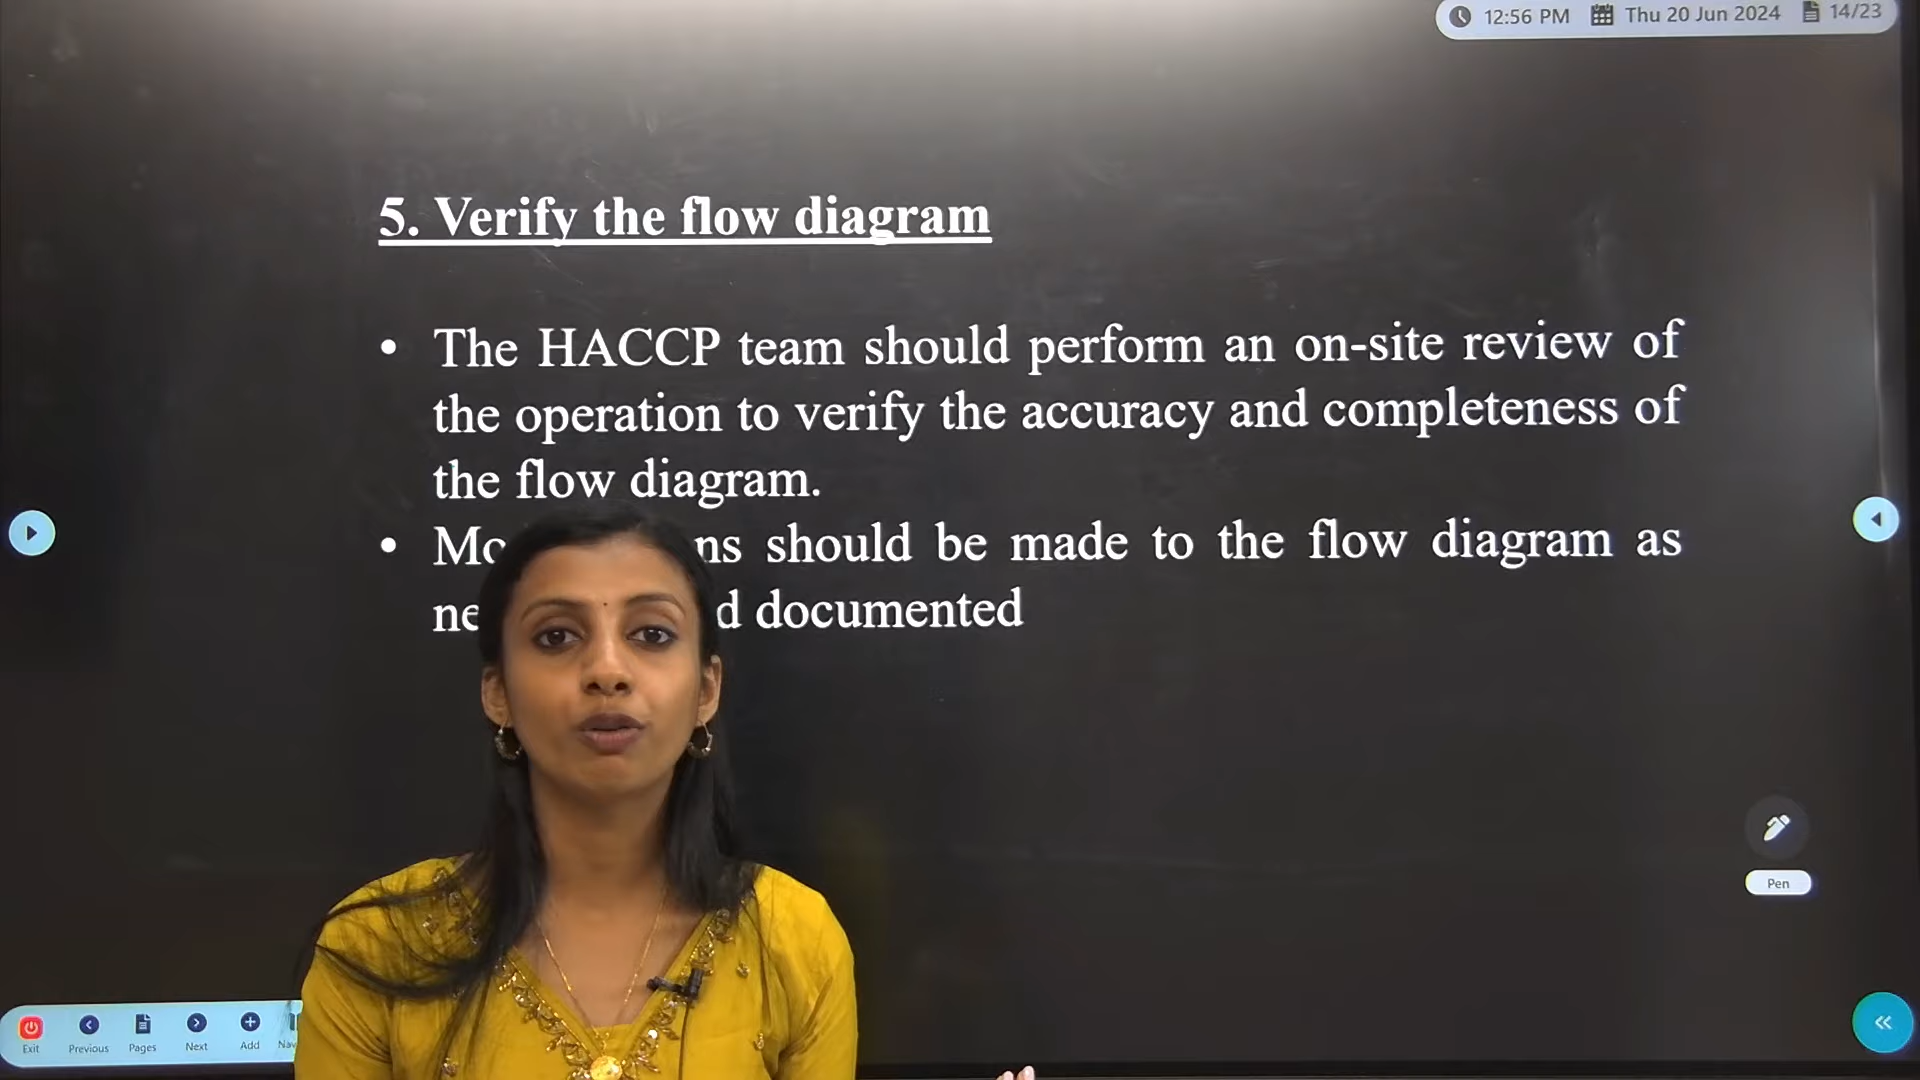 12:56 PM Thu 20 Jun 2024 14/23
5. Verify the flow diagram
• The HACCP team should perform an on-site review of
the operation to verify the accuracy and completeness of
the flow diagram.
• should be made to the flow diagram as
documented
Pen
Exit Previous Pages Next Add